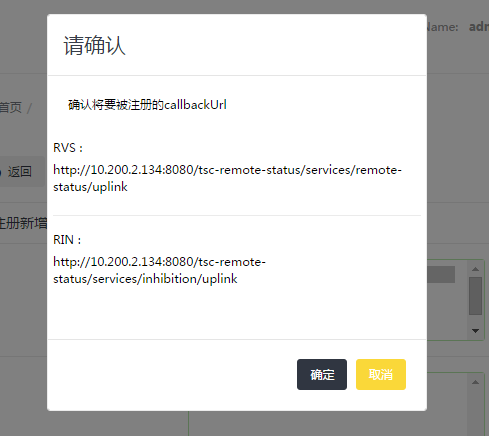 Name: adm
请确认
确认将要被注册的callbackUrl
首页 /
RVS :
返回
http://10.200.2.134:8080/tsc-remote-status/services/remote-
status/uplink
注册新增
RIN :
http://10.200.2.134:8080/tsc-remote-
status/services/inhibition/uplink
确定
取消